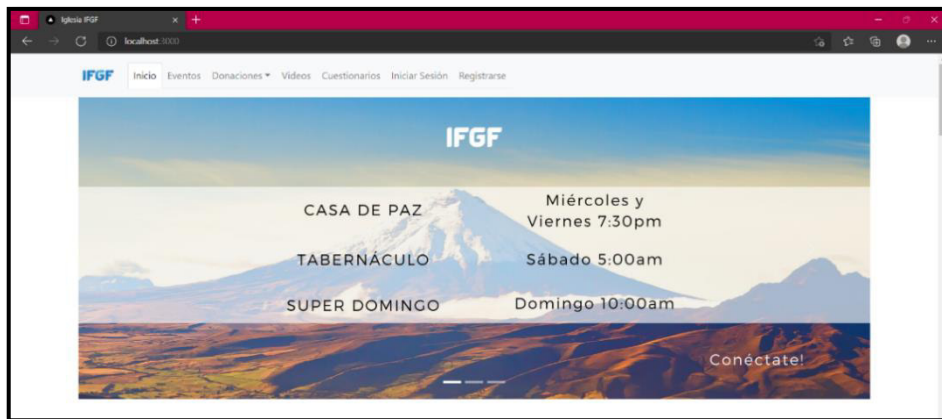 Iglesia IFGF
localhost:3000
IFGF Inicio Eventos Donaciones Videos Cuestionarios Iniciar Sesión Registrarse
IFGF
CASA DE PAZ
Miércoles y
Viernes 7:30pm
TABERNÁCULO
Sábado 5:00am
SUPER DOMINGO
Domingo 10:00am
Conéctate!